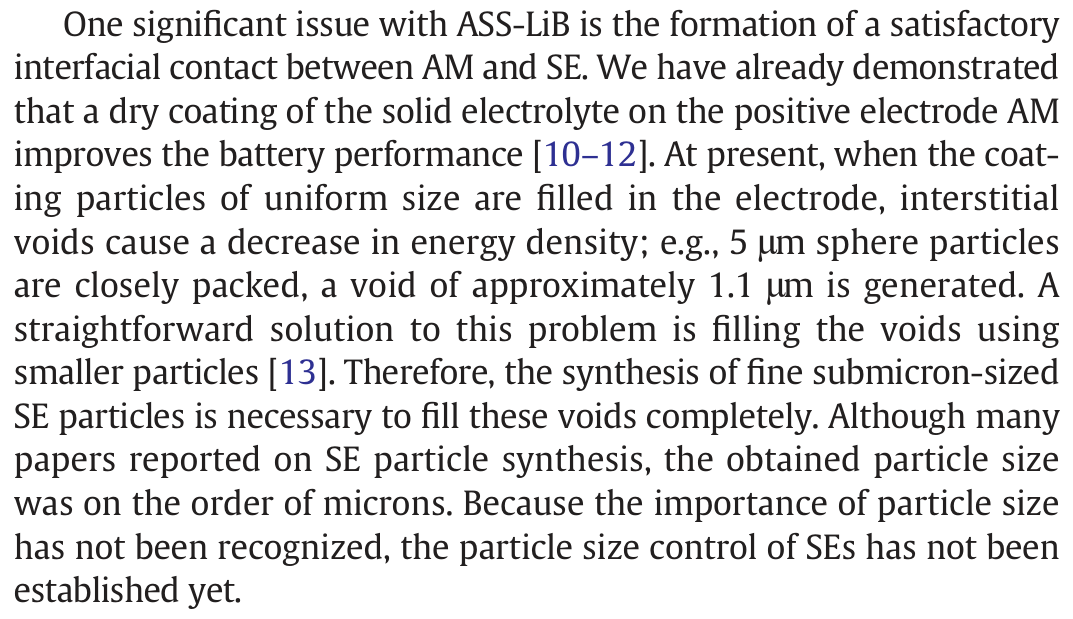 One significant issue with ASS-LiB is the formation of a satisfactory
interfacial contact between AM and SE. We have already demonstrated
that a dry coating of the solid electrolyte on the positive electrode AM
improves the battery performance [10–12]. At present, when the coat-
ing particles of uniform size are filled in the electrode, interstitial
voids cause a decrease in energy density; e.g., 5 μm sphere particles
are closely packed, a void of approximately 1.1 μm is generated. A
straightforward solution to this problem is filling the voids using
smaller particles [13]. Therefore, the synthesis of fine submicron-sized
SE particles is necessary to fill these voids completely. Although many
papers reported on SE particle synthesis, the obtained particle size
was on the order of microns. Because the importance of particle size
has not been recognized, the particle size control of SEs has not been
established yet.